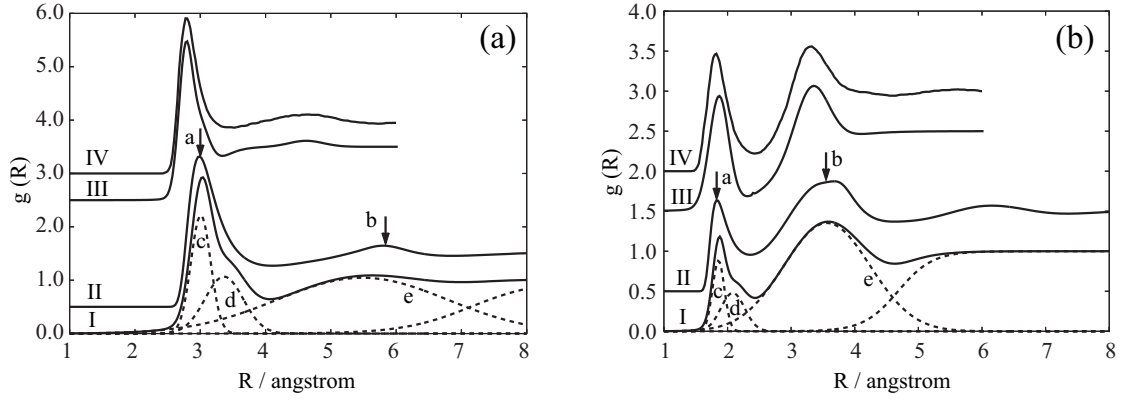 (a)
6.0
5.0
4.0
3.0
2.0
1.0
0.0
g (R)
IV
III
II
I
a
b
c
d
e
1 2 3 4 5 6 7 8
R / angstrom
(b)
4.0
3.5
3.0
2.5
2.0
1.5
1.0
0.5
0.0
g (R)
IV
III
II
I
a
b
c
d
e
1 2 3 4 5 6 7 8
R / angstrom